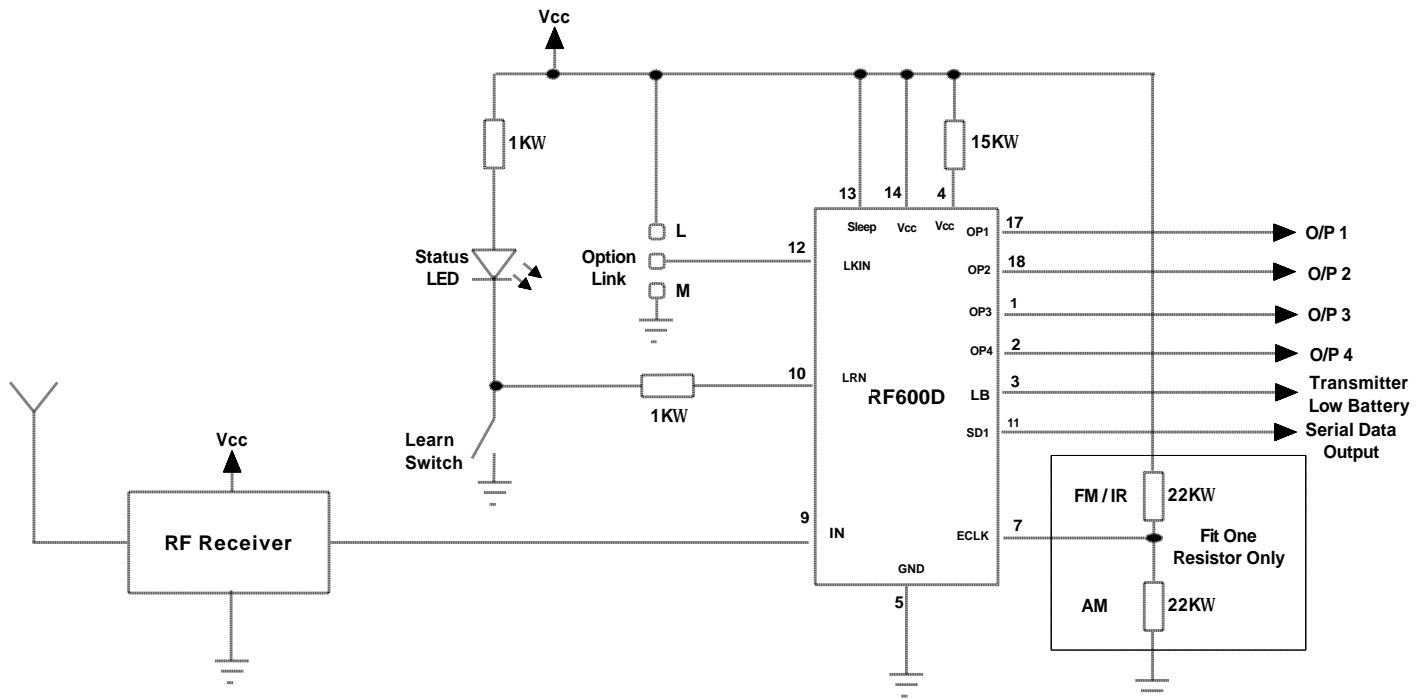 Vcc
1KW
15KW
13
14
4
Sleep
Vcc
Vcc
OP1
17
O/P 1
L
Status
LED
Option
Link
12
LKIN
OP2
18
O/P 2
M
OP3
1
O/P 3
OP4
2
O/P 4
10
LRN
RF600D
LB
3
Transmitter
Low Battery
1KW
SD1
11
Serial Data
Output
Learn
Switch
Vcc
FM / IR
22KW
RF Receiver
9
IN
ECLK
7
Fit One
Resistor Only
GND
5
AM
22KW